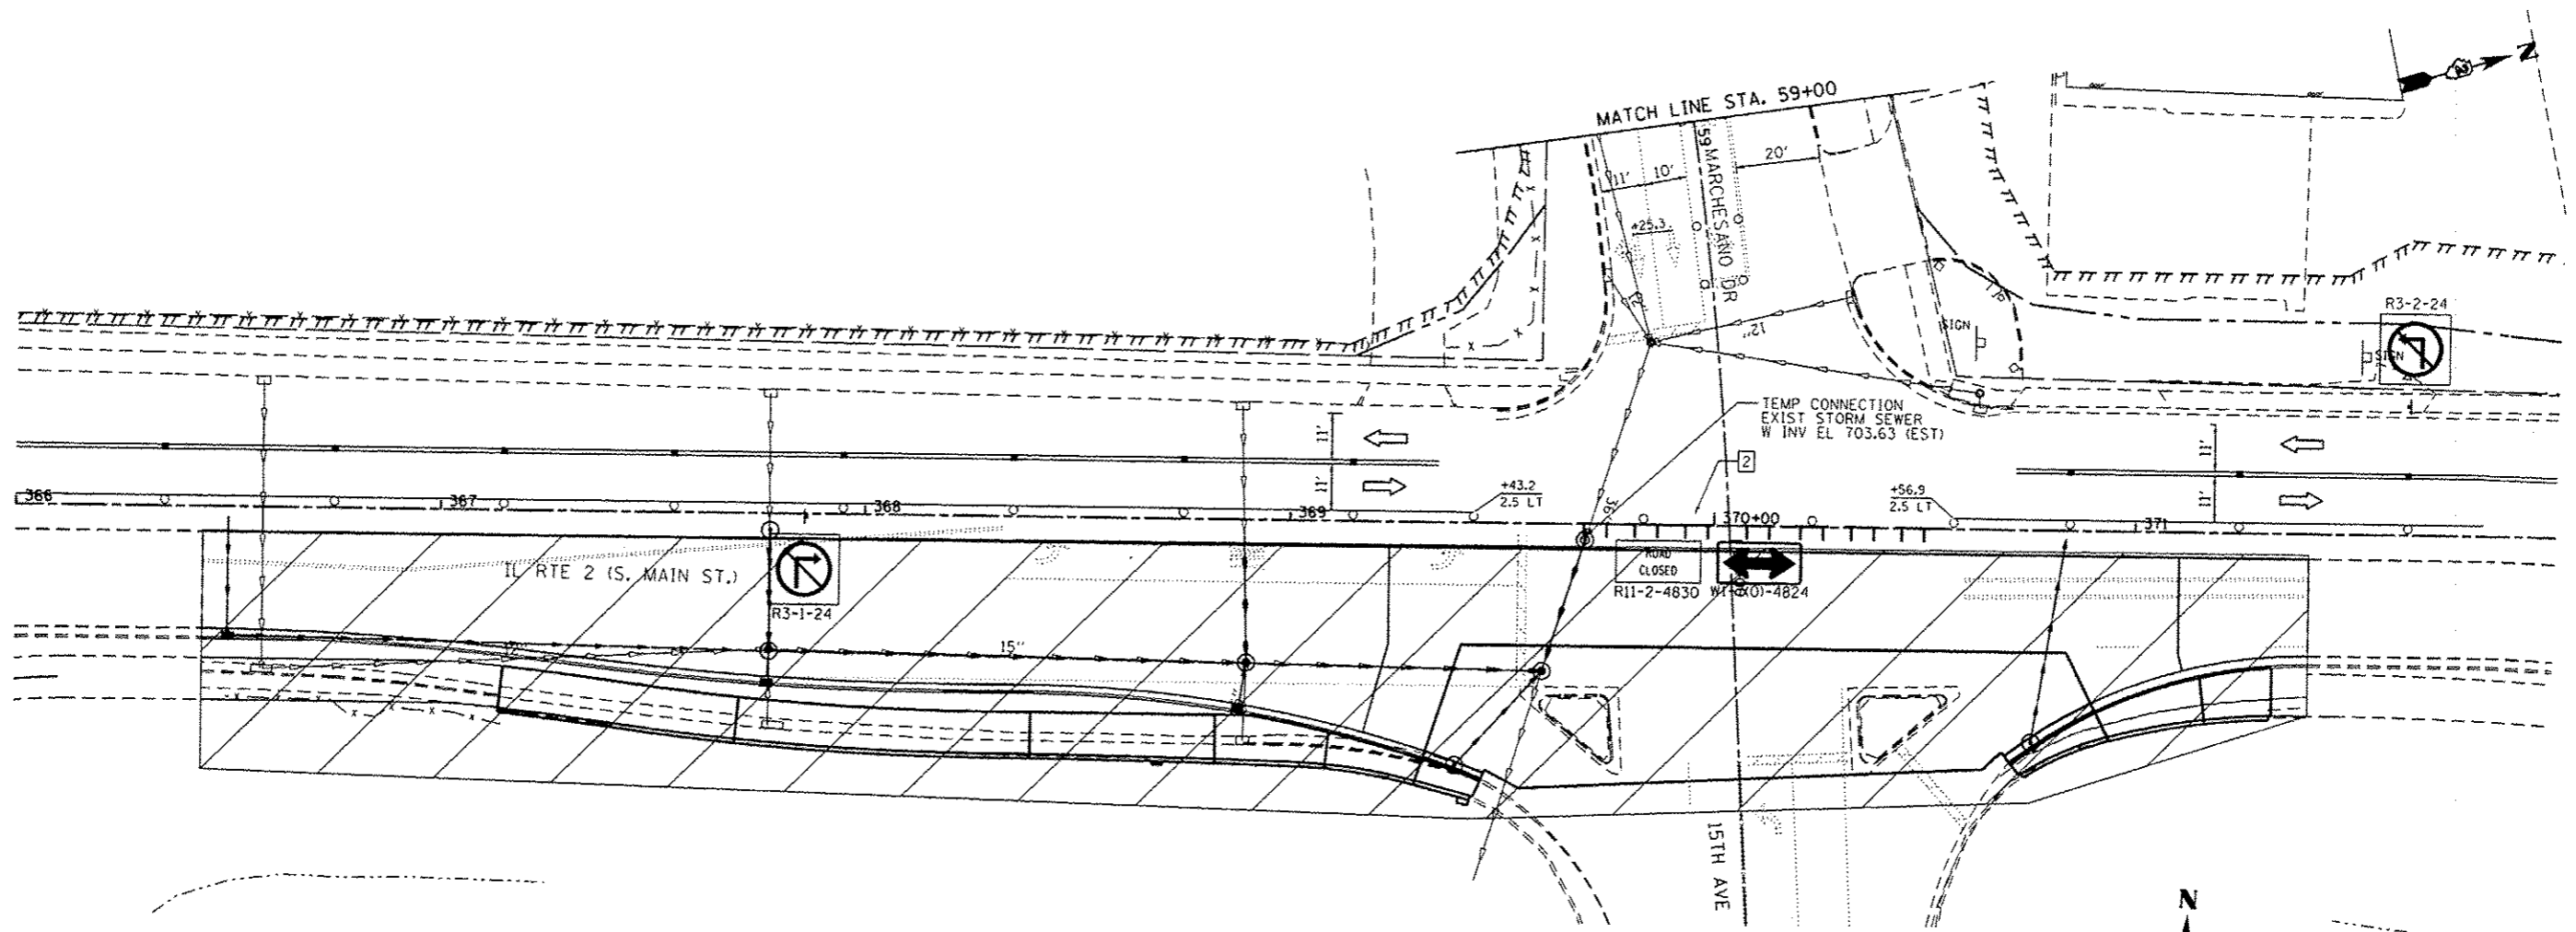 N
MATCH LINE STA. 59+00
59
MARCHESANO DR
11'
10'
20'
+25.3
12"
12"
SIGN
SIGN
R3-2-24
TEMP CONNECTION
EXIST STORM SEWER
W INV EL 703.63 (EST)
2
11'
11'
11'
11'
36"
+43.2
2.5 LT
+56.9
2.5 LT
366
367
368
369
370+00
371
IL RTE 2 (S. MAIN ST.)
R3-1-24
ROAD
CLOSED
R11-2-4830
15"
15TH AVE
N